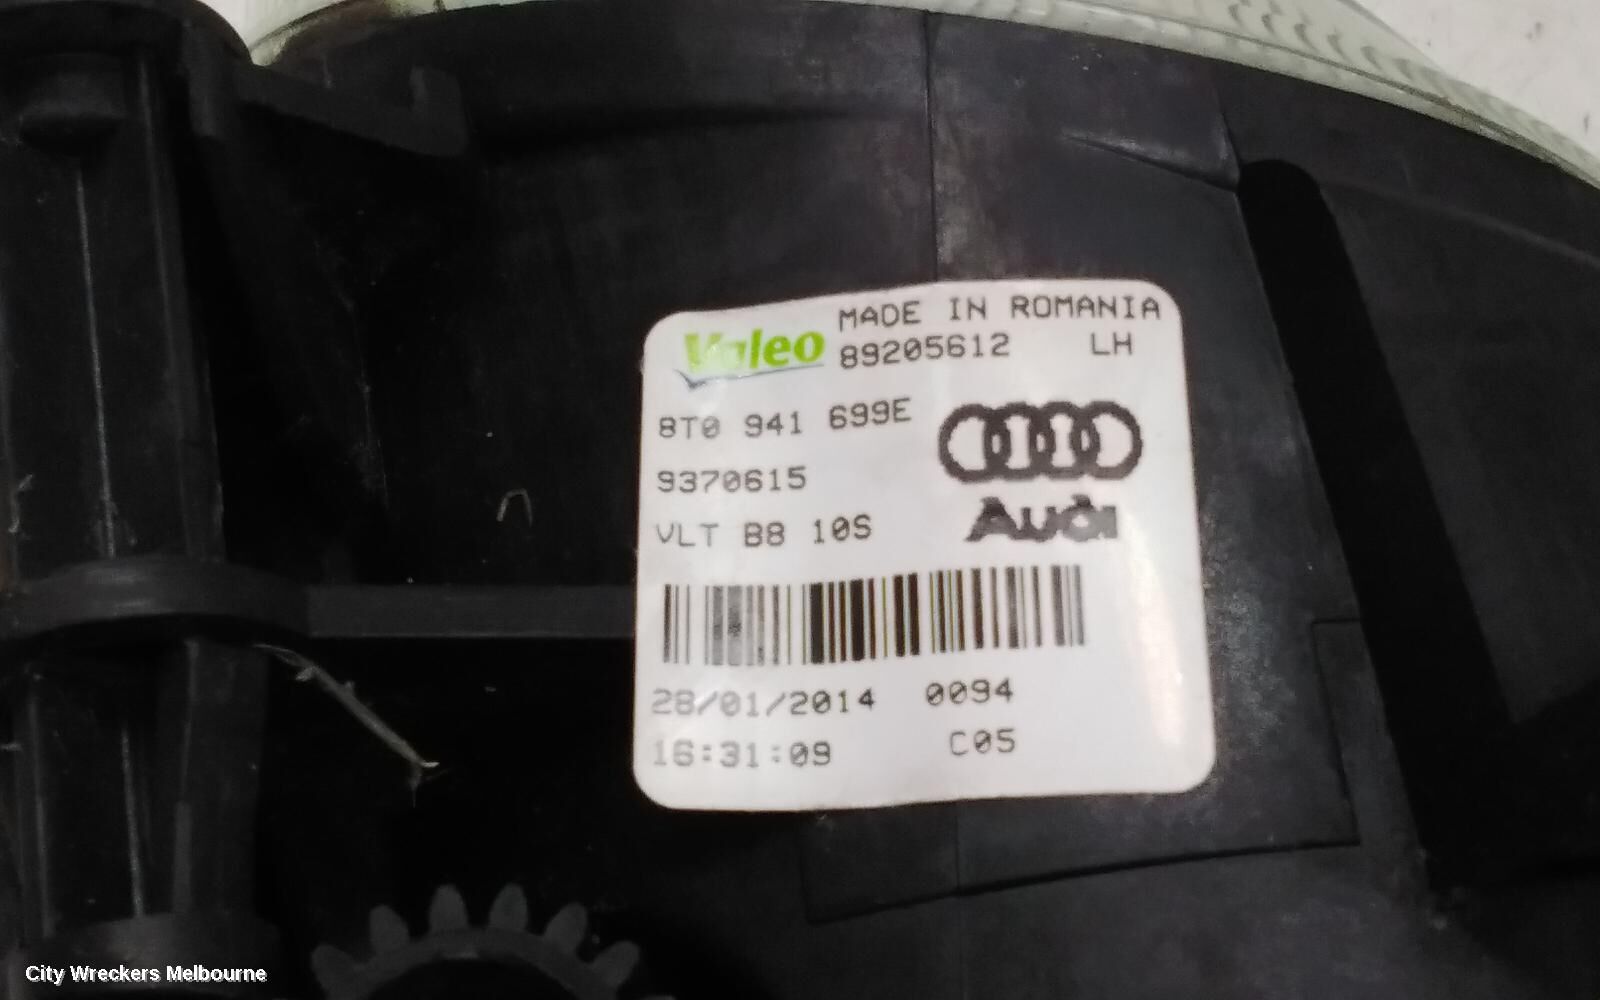 Valeo MADE IN ROMANIA
89205612 LH
8T0 941 699E
9370615
Audi
VLT B8 10S
28/01/2014 0094
16:31:09 C05
City Wreckers Melbourne